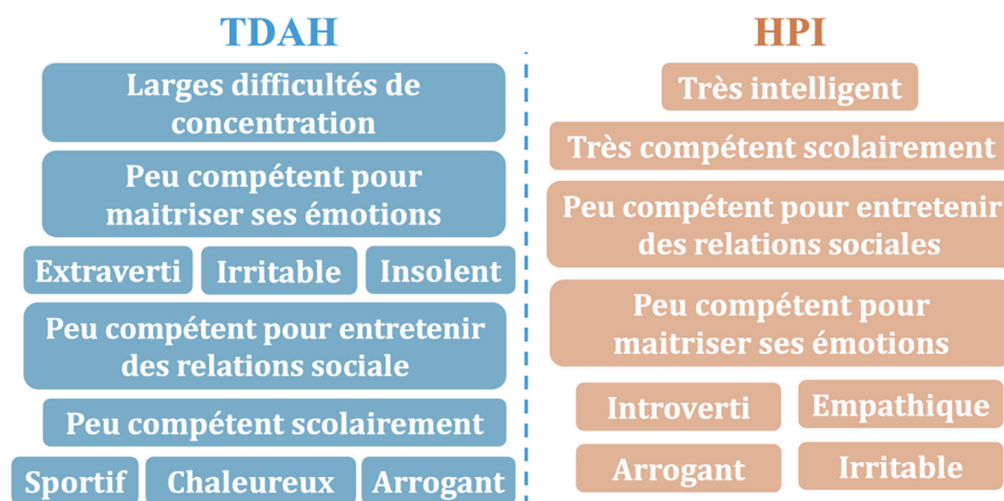 TDAH
Larges difficultés de
concentration
Peu compétent pour
maitriser ses émotions
Extraverti Irritable Insolent
Peu compétent pour entretenir
des relations sociale
Peu compétent scolairement
Sportif Chaleureux Arrogant
HPI
Très intelligent
Très compétent scolairement
Peu compétent pour entretenir
des relations sociales
Peu compétent pour
maitriser ses émotions
Introverti Empathique
Arrogant Irritable